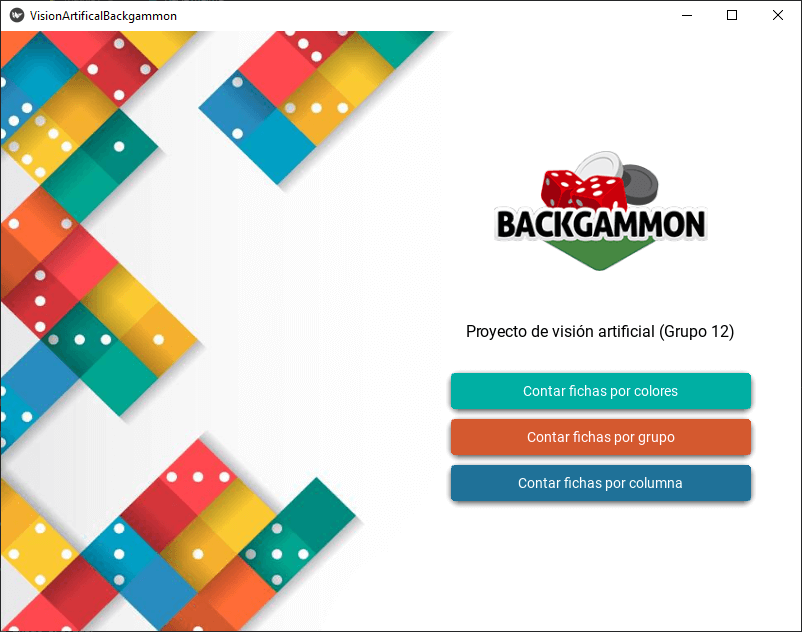 VisionArtificalBackgammon
BACKGAMMON
Proyecto de visión artificial (Grupo 12)
Contar fichas por colores
Contar fichas por grupo
Contar fichas por columna